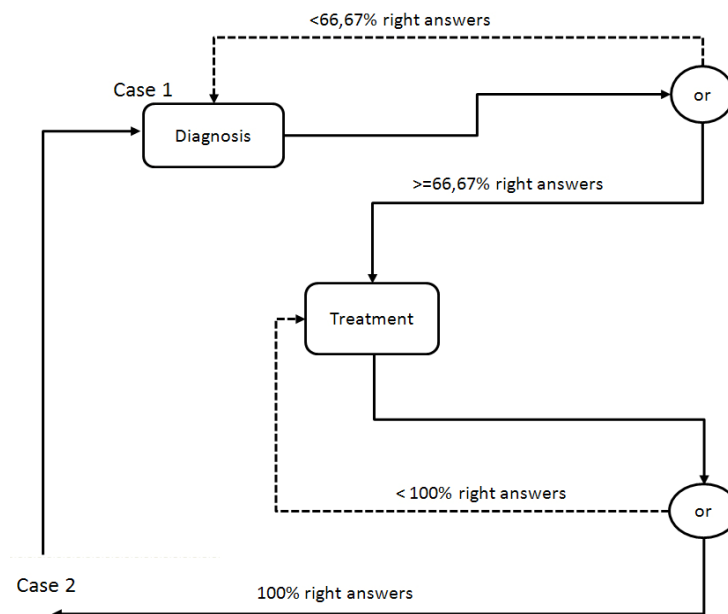 <66,67% right answers
Case 1
or
Diagnosis
>=66,67% right answers
Treatment
< 100% right answers
or
Case 2
100% right answers